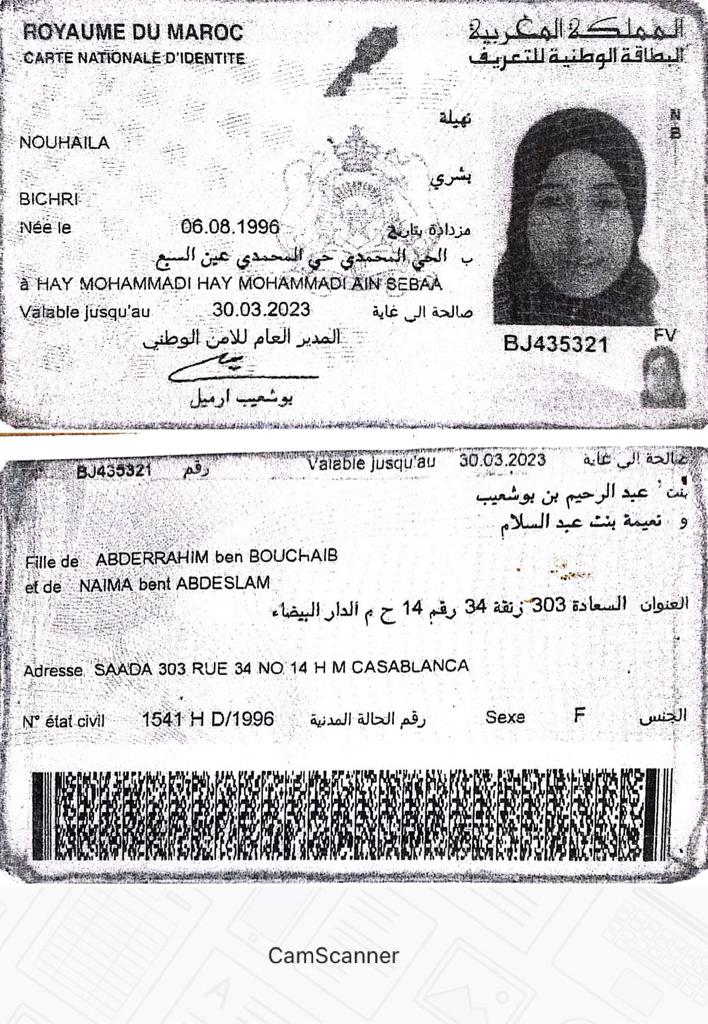 ROYAUME DU MAROC
المملكة المغربية
CARTE NATIONALE D'IDENTITE
البطاقة الوطنية للتعريف
نهيلة
NOUHAILA
بشري
BICHRI
Née le 06.08.1996 مزدادة بتاريخ
ب الحي المحمدي حي المحمدي عين السبع
à HAY MOHAMMADI HAY MOHAMMADI AIN SEBAA
Valable jusqu'au 30.03.2023 صالحة الى غاية
المدير العام للامن الوطني
بوشعيب ارميل
N
B
BJ435321
FV
BJ435321 رقم Valable jusqu'au 30.03.2023 صالحة الى غاية
بنت عبد الرحيم بن بوشعيب
و نعيمة بنت عبد السلام
Fille de ABDERRAHIM ben BOUCHAIB
et de NAIMA bent ABDESLAM
العنوان السعادة 303 زنقة 34 رقم 14 ح م الدار البيضاء
Adresse SAADA 303 RUE 34 NO 14 H M CASABLANCA
N° état civil 1541 H D/1996 رقم الحالة المدنية Sexe F الجنس
CamScanner